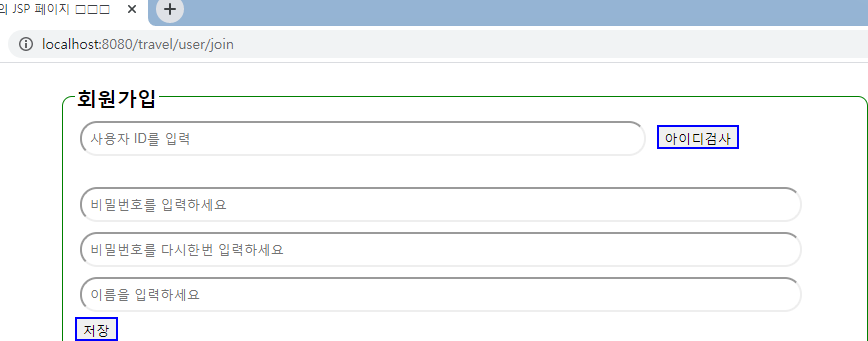 의 JSP 페이지 □□□
localhost:8080/travel/user/join
회원가입
사용자 ID를 입력
아이디검사
비밀번호를 입력하세요
비밀번호를 다시한번 입력하세요
이름을 입력하세요
저장